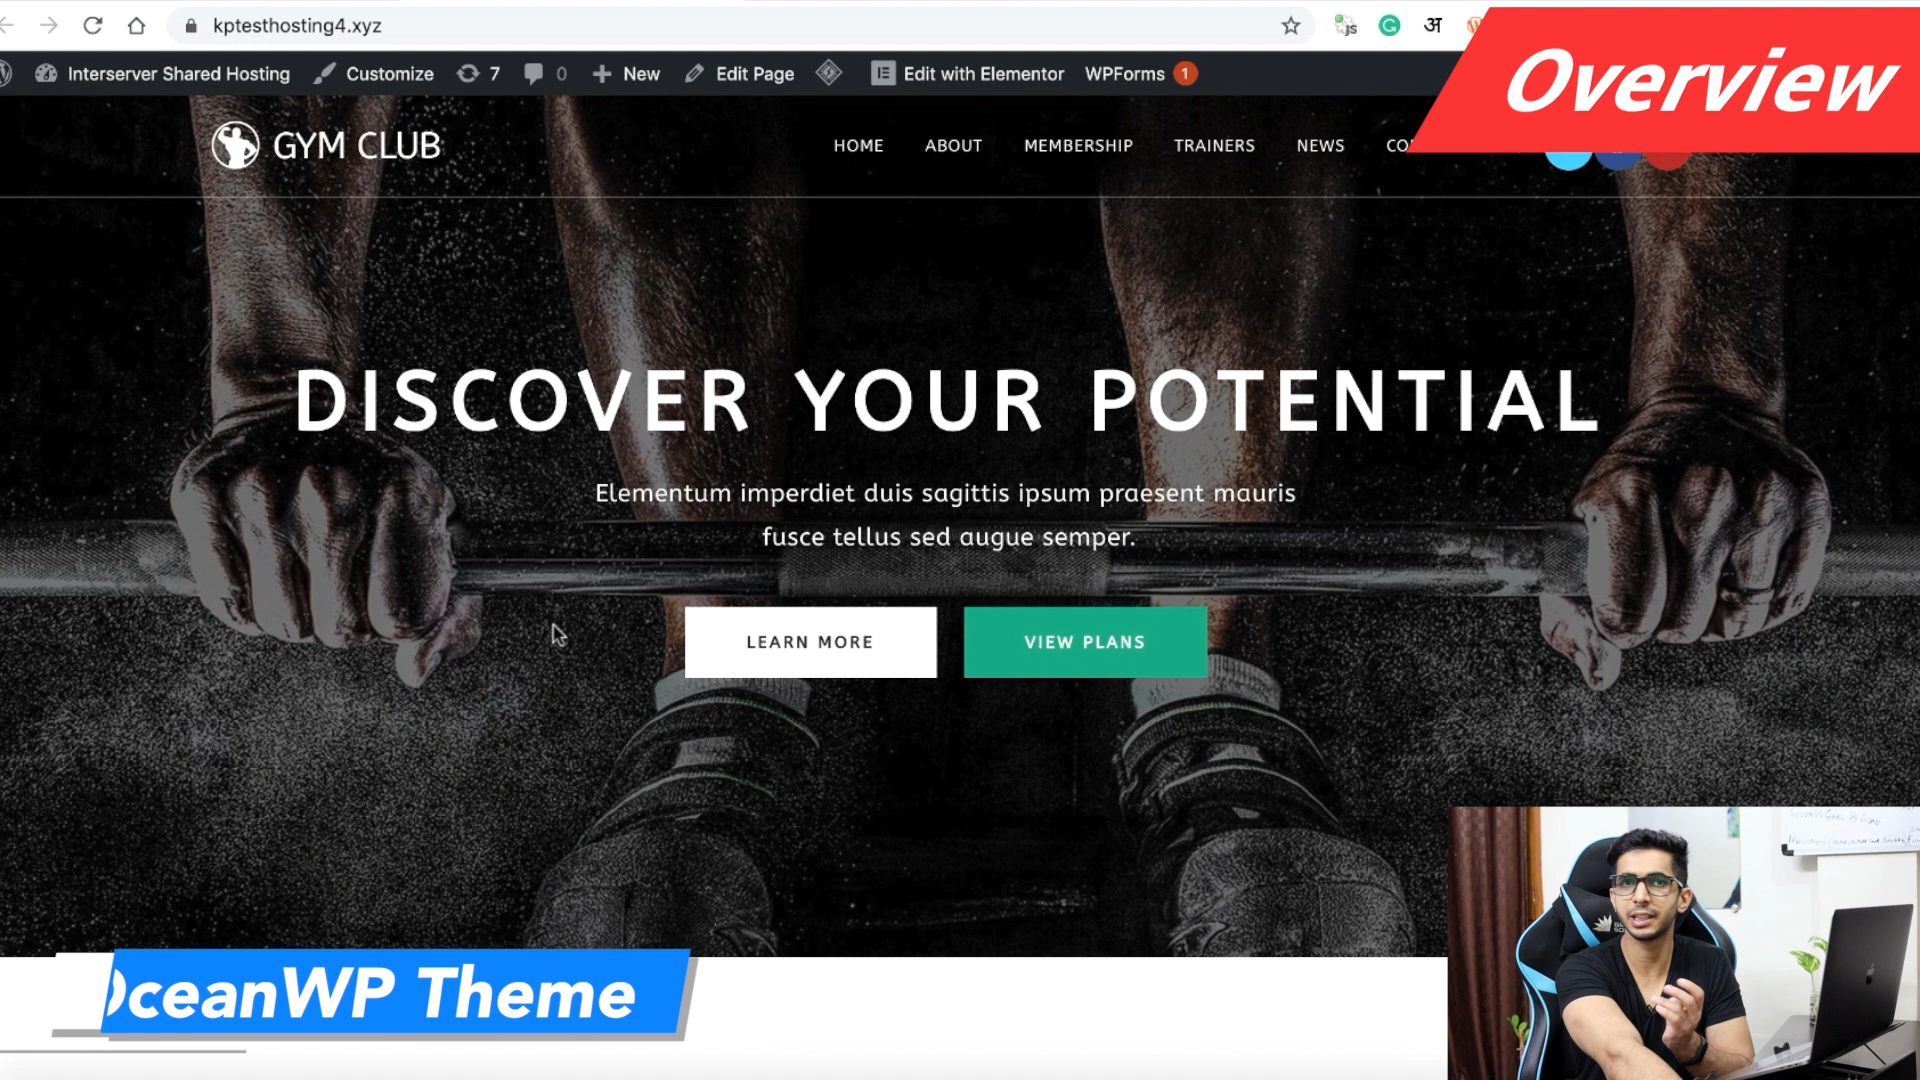 kptesthosting4.xyz
JS
G
अ
Interserver Shared Hosting
Customize
7
0
New
Edit Page
Edit with Elementor
WPForms
1
Overview
GYM CLUB
HOME
ABOUT
MEMBERSHIP
TRAINERS
NEWS
DISCOVER YOUR POTENTIAL
Elementum imperdiet duis sagittis ipsum praesent mauris
fusce tellus sed augue semper.
LEARN MORE
VIEW PLANS
OceanWP Theme